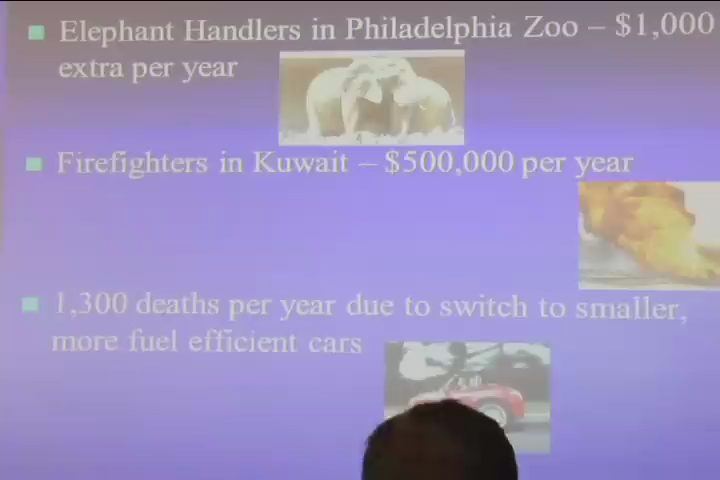 Elephant Handlers in Philadelphia Zoo – $1,000
extra per year
Firefighters in Kuwait – $500,000 per year
1,300 deaths per year due to switch to smaller,
more fuel efficient cars